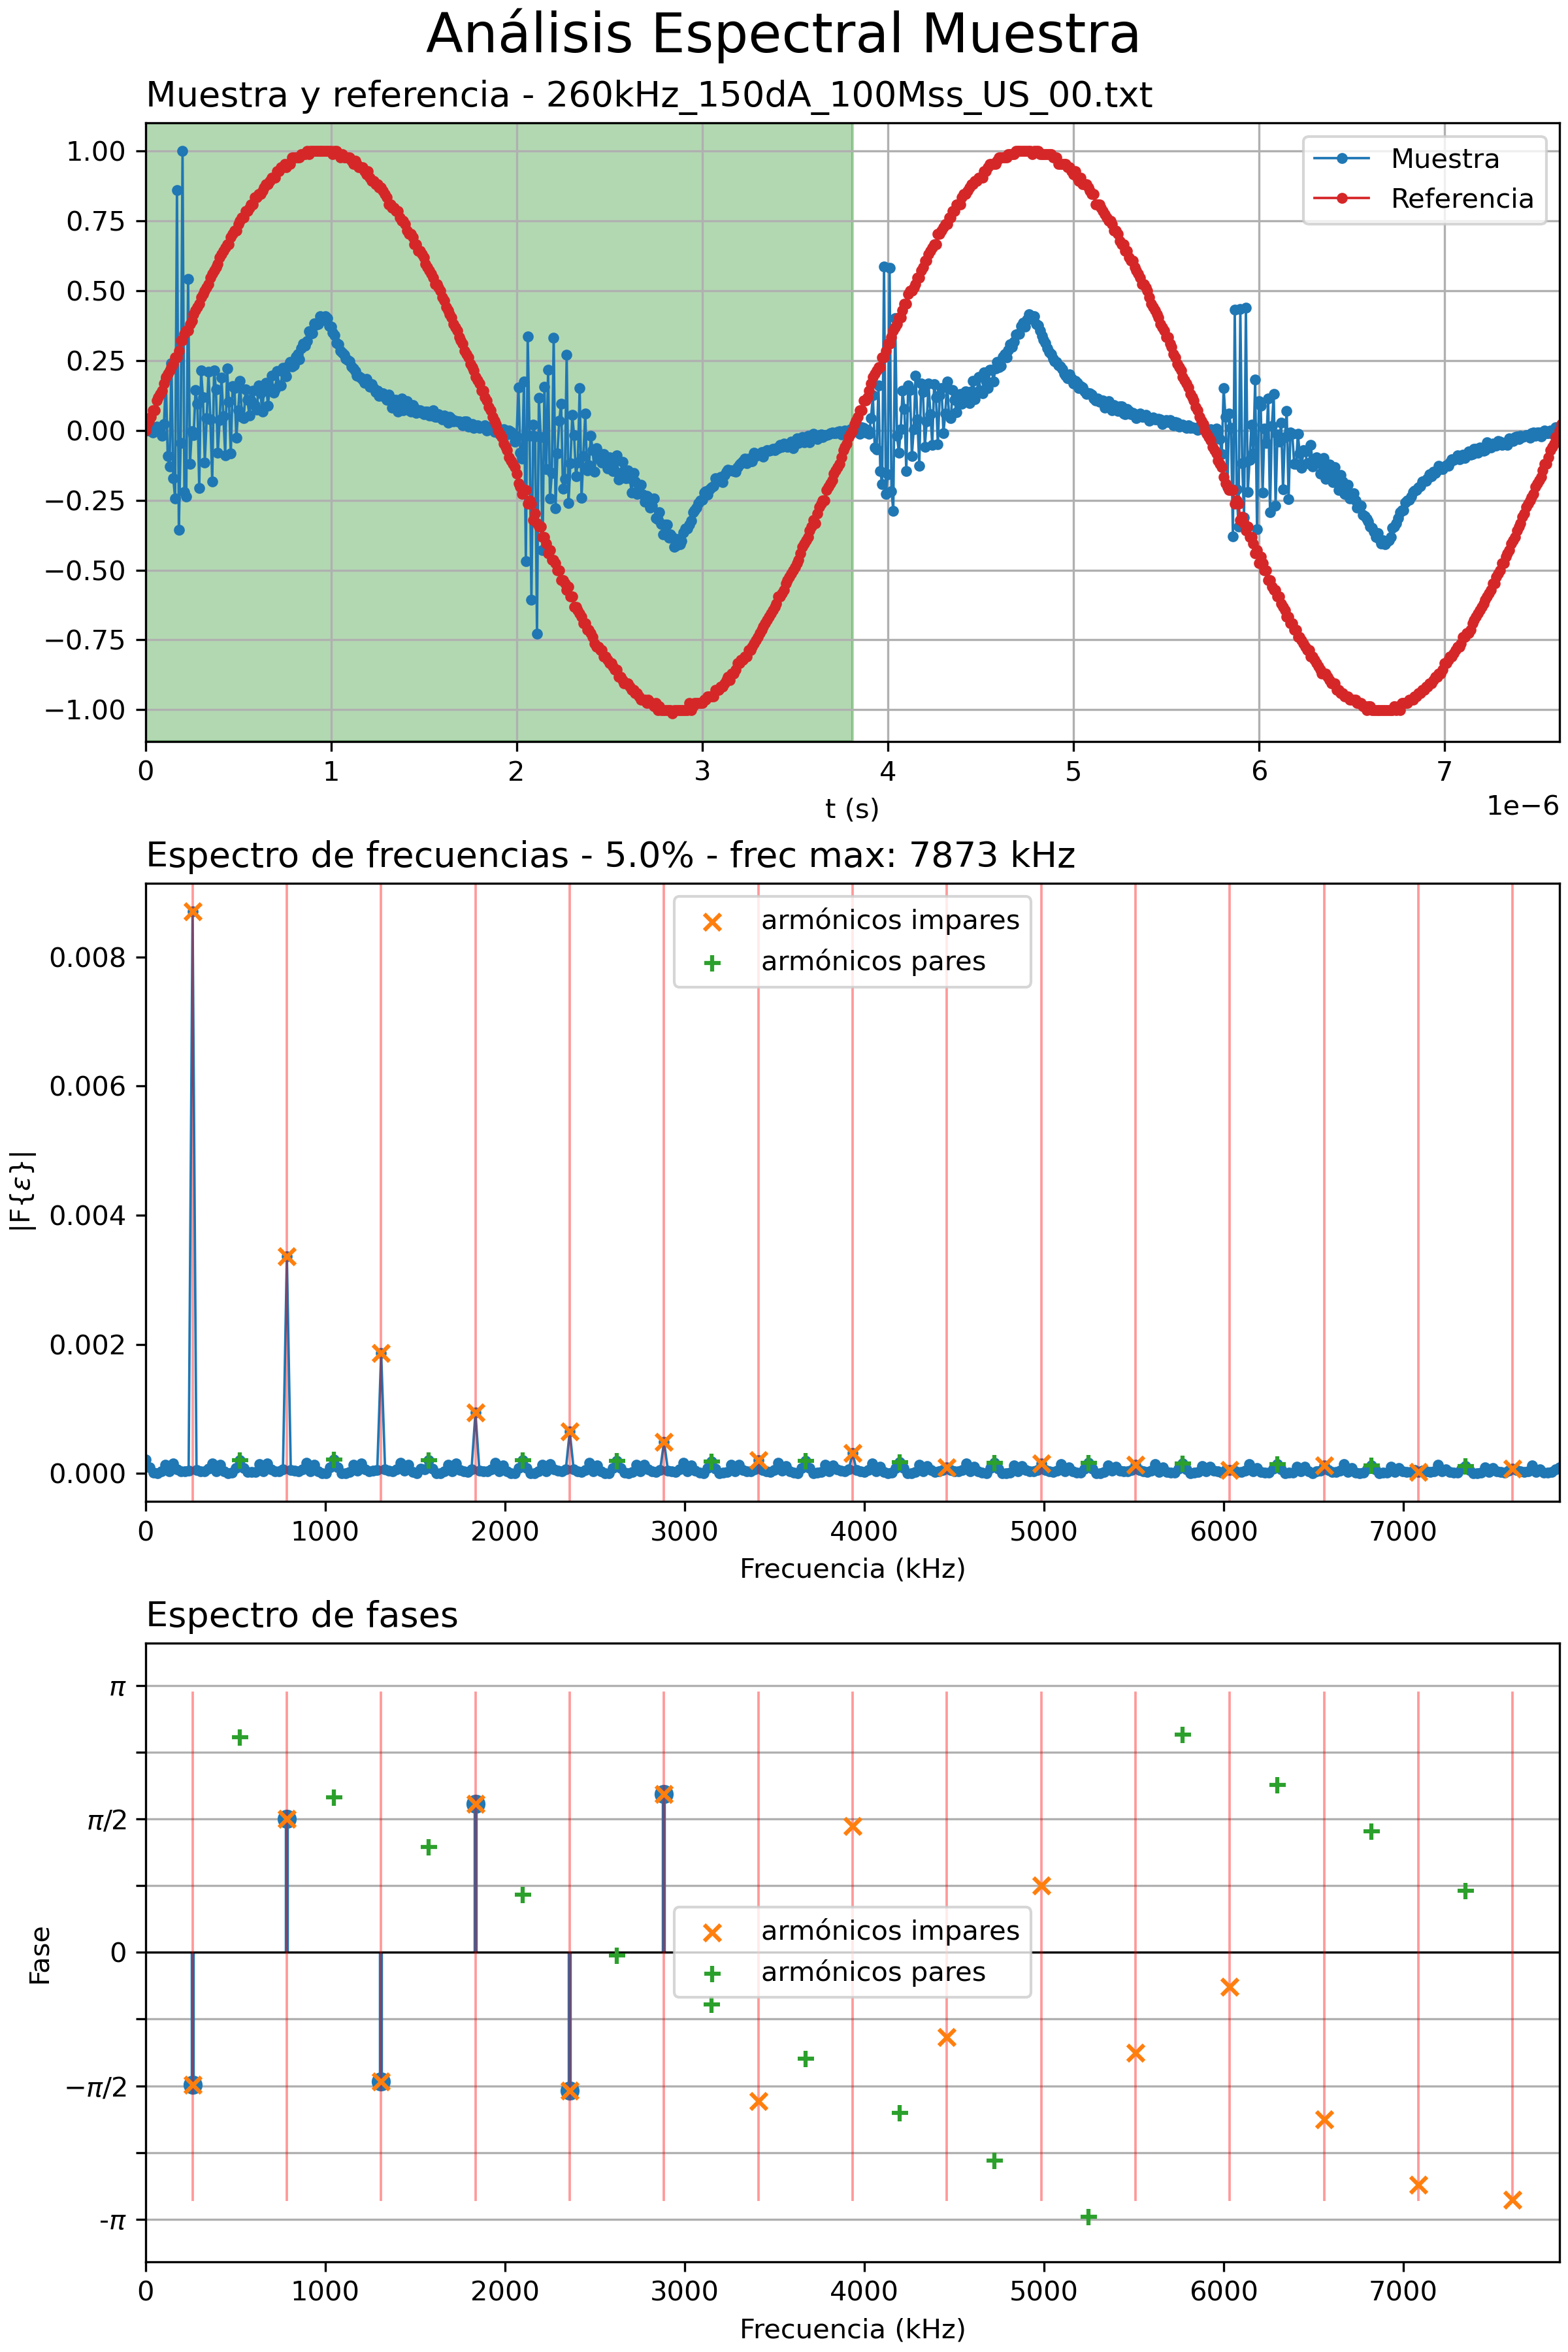 Análisis Espectral Muestra
Muestra y referencia - 260kHz_150dA_100Mss_US_00.txt
Muestra
Referencia
1.00
0.75
0.50
0.25
0.00
−0.25
−0.50
−0.75
−1.00
0 1 2 3 4 5 6 7
t (s)
1e−6
Espectro de frecuencias - 5.0% - frec max: 7873 kHz
armónicos impares
armónicos pares
|F{ε}|
0.008
0.006
0.004
0.002
0.000
0 1000 2000 3000 4000 5000 6000 7000
Frecuencia (kHz)
Espectro de fases
Fase
π
π/2
0
−π/2
-π
armónicos impares
armónicos pares
0 1000 2000 3000 4000 5000 6000 7000
Frecuencia (kHz)